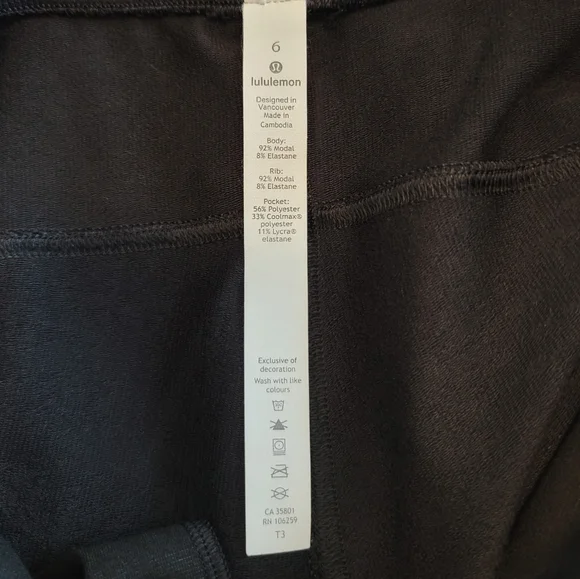 6
lululemon
Designed in
Vancouver
Made in
Cambodia
Body:
92% Modal
8% Elastane
Rib:
92% Modal
8% Elastane
Pocket:
56% Polyester
33% Coolmax®
polyester
11% Lycra®
elastane
Exclusive of
decoration
Wash with like
colours
CA 35801
RN 106259
T3